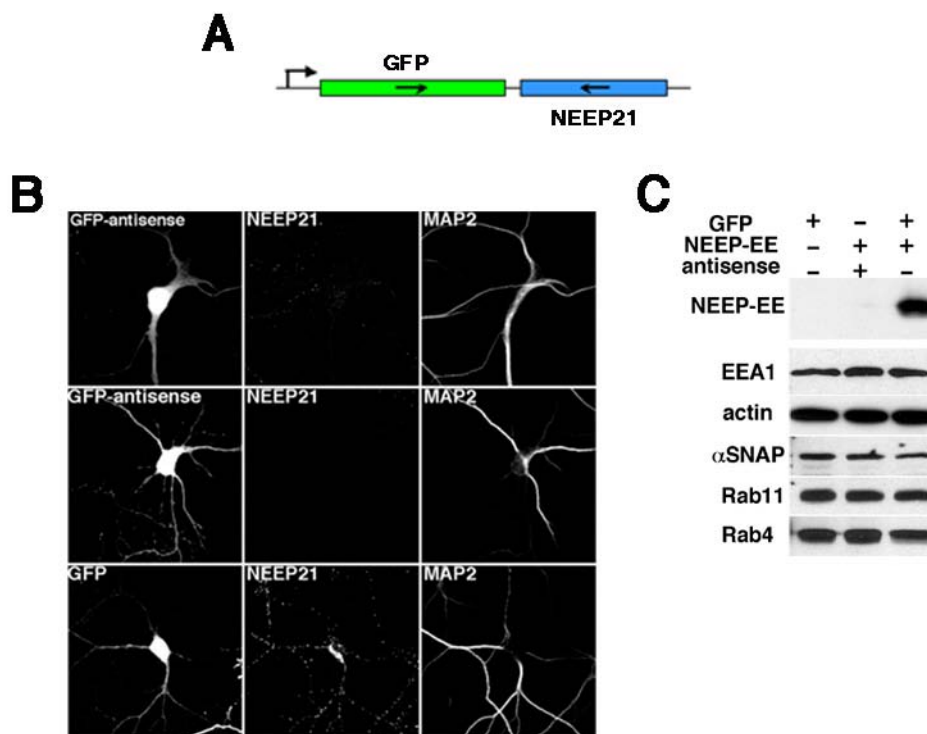 A
GFP
NEEP21
B
GFP-antisense NEEP21 MAP2
GFP-antisense NEEP21 MAP2
GFP NEEP21 MAP2
C
GFP + - +
NEEP-EE - + +
antisense - + -
NEEP-EE
EEA1
actin
αSNAP
Rab11
Rab4